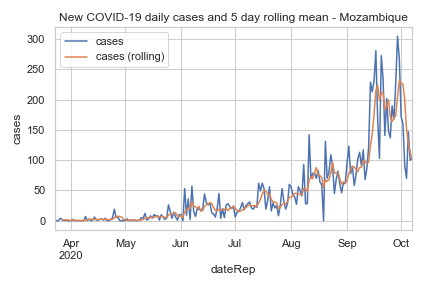 New COVID-19 daily cases and 5 day rolling mean - Mozambique
cases
cases (rolling)
300
250
200
150
100
50
0
cases
Apr May Jun Jul Aug Sep Oct
2020
dateRep